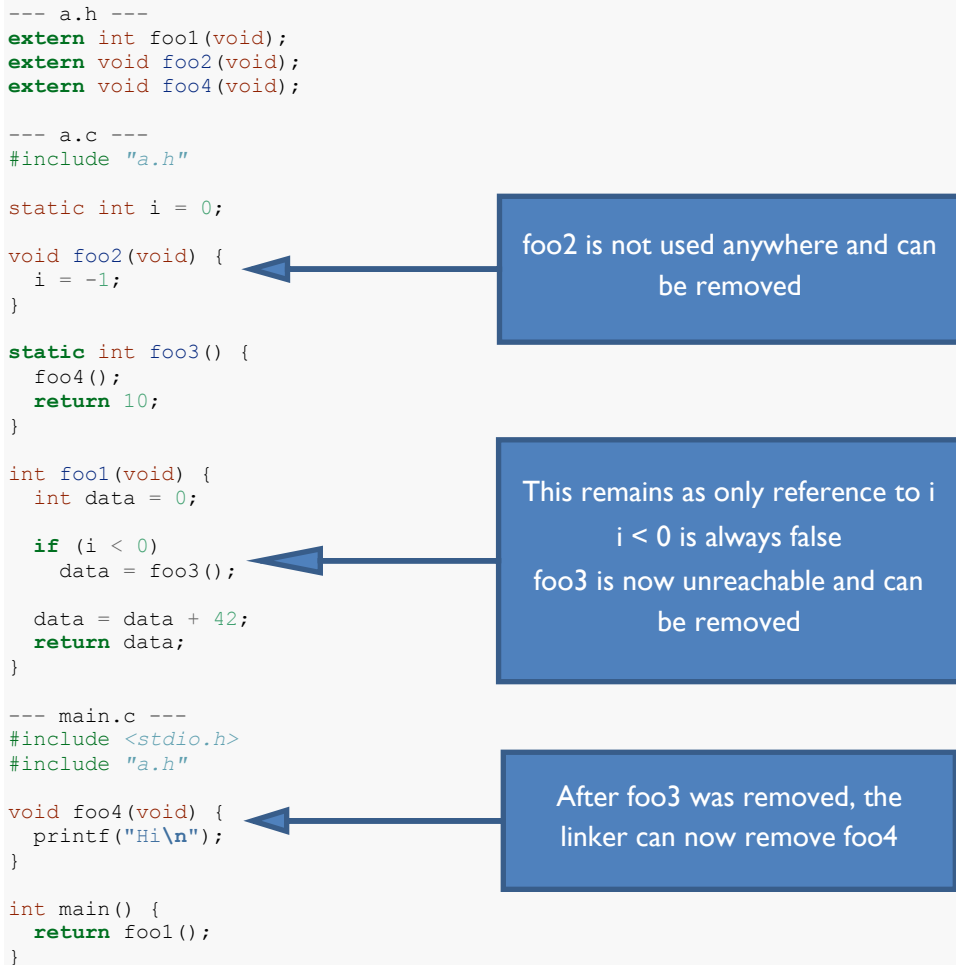 --- a.h ---
extern int foo1(void);
extern void foo2(void);
extern void foo4(void);
--- a.c ---
#include "a.h"
static int i = 0;
void foo2(void) {
  i = -1;
}
foo2 is not used anywhere and can
be removed
static int foo3() {
  foo4();
  return 10;
}
int foo1(void) {
  int data = 0;
  if (i < 0)
    data = foo3();
  data = data + 42;
  return data;
}
This remains as only reference to i
i < 0 is always false
foo3 is now unreachable and can
be removed
--- main.c ---
#include <stdio.h>
#include "a.h"
void foo4(void) {
  printf("Hi\n");
}
After foo3 was removed, the
linker can now remove foo4
int main() {
  return foo1();
}